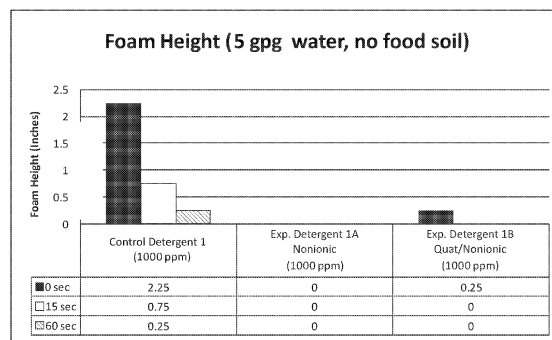 Foam Height (5 gpg water, no food soil)
Foam Height (Inches)
2.5
2
1.5
1
0.5
0
Control Detergent 1
(1000 ppm)
Exp. Detergent 1A
Nonionic
(1000 ppm)
Exp. Detergent 1B
Quat/Nonionic
(1000 ppm)
0 sec 2.25 0 0.25
15 sec 0.75 0 0
60 sec 0.25 0 0